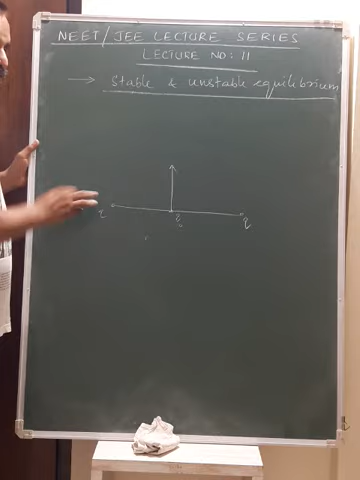 NEET/JEE LECTURE SERIES
LECTURE NO: 11
→ Stable & unstable equilibrium
q q